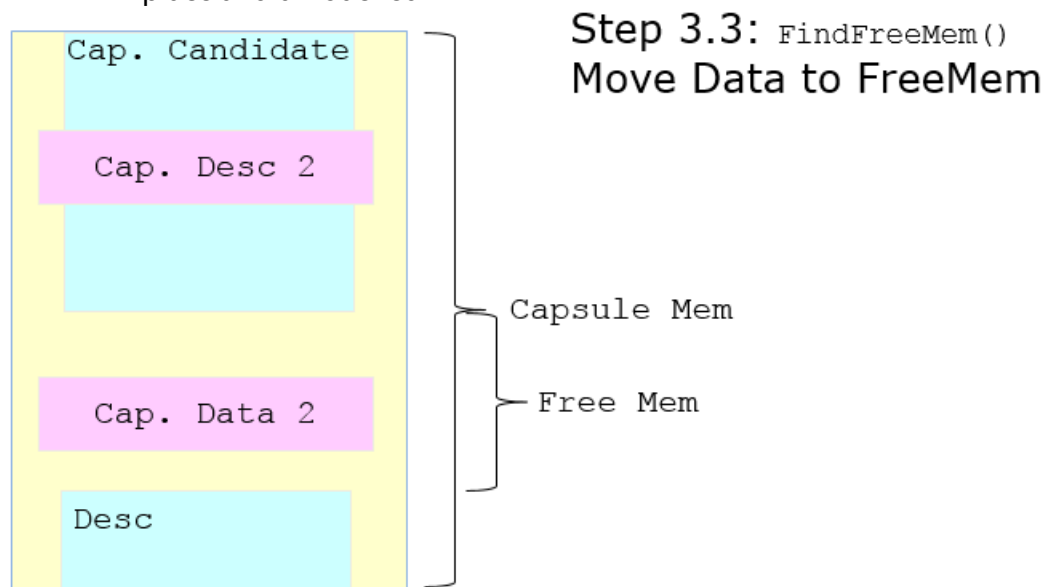 Step 3.3: FindFreeMem()
Move Data to FreeMem
Cap. Candidate
Cap. Desc 2
Capsule Mem
Cap. Data 2
Free Mem
Desc